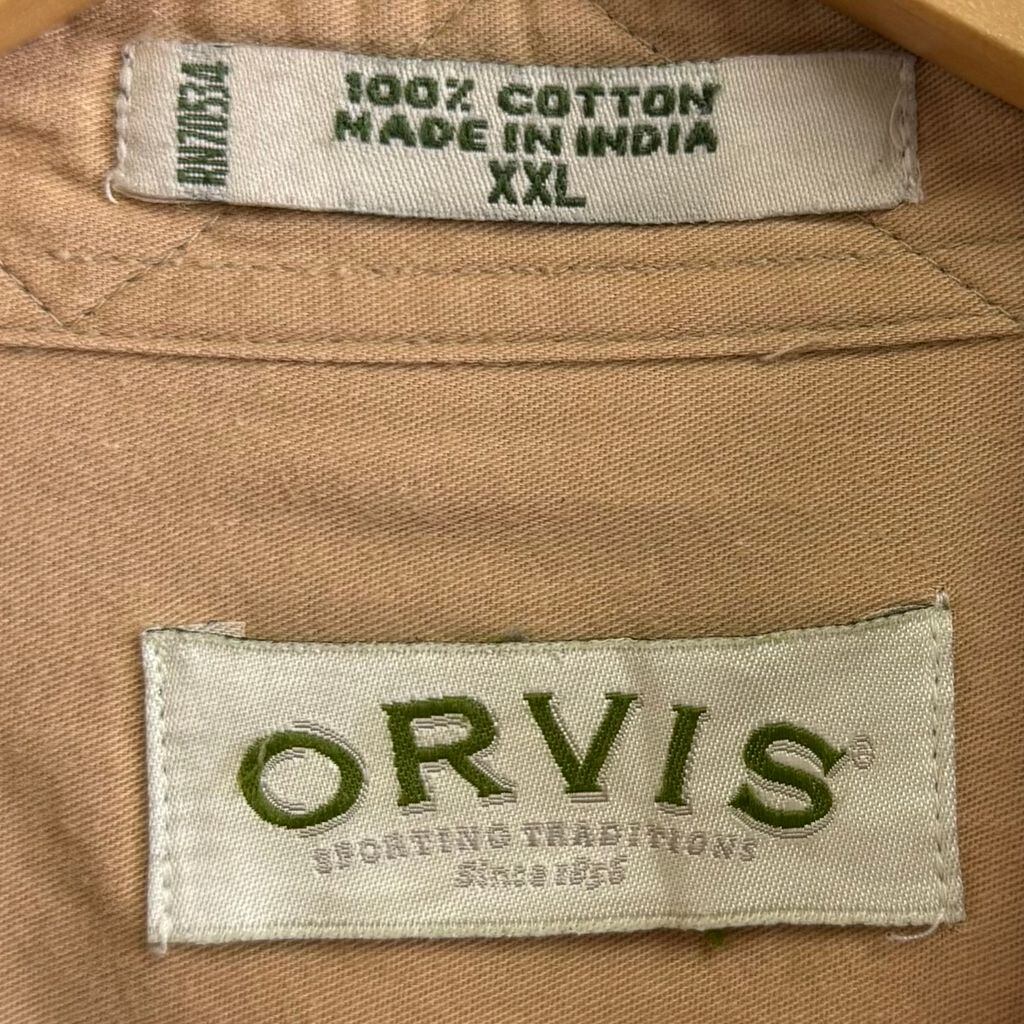 RN70534
100% COTTON
MADE IN INDIA
XXL
ORVIS®
SPORTING TRADITIONS
Since 1856